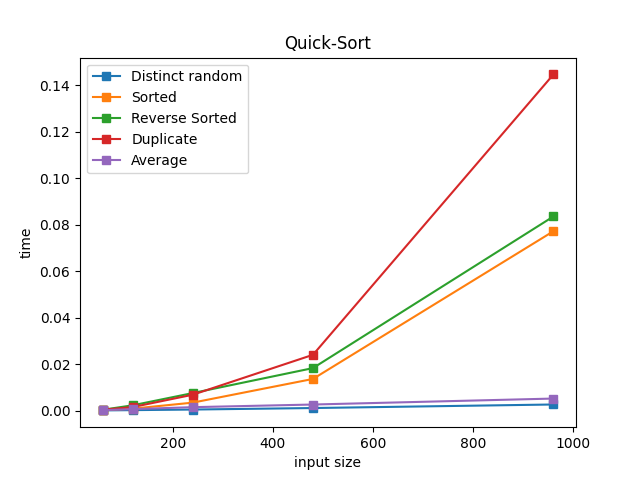 Quick-Sort
Distinct random
Sorted
Reverse Sorted
Duplicate
Average
0.14
0.12
0.10
0.08
0.06
0.04
0.02
0.00
time
200 400 600 800 1000
input size